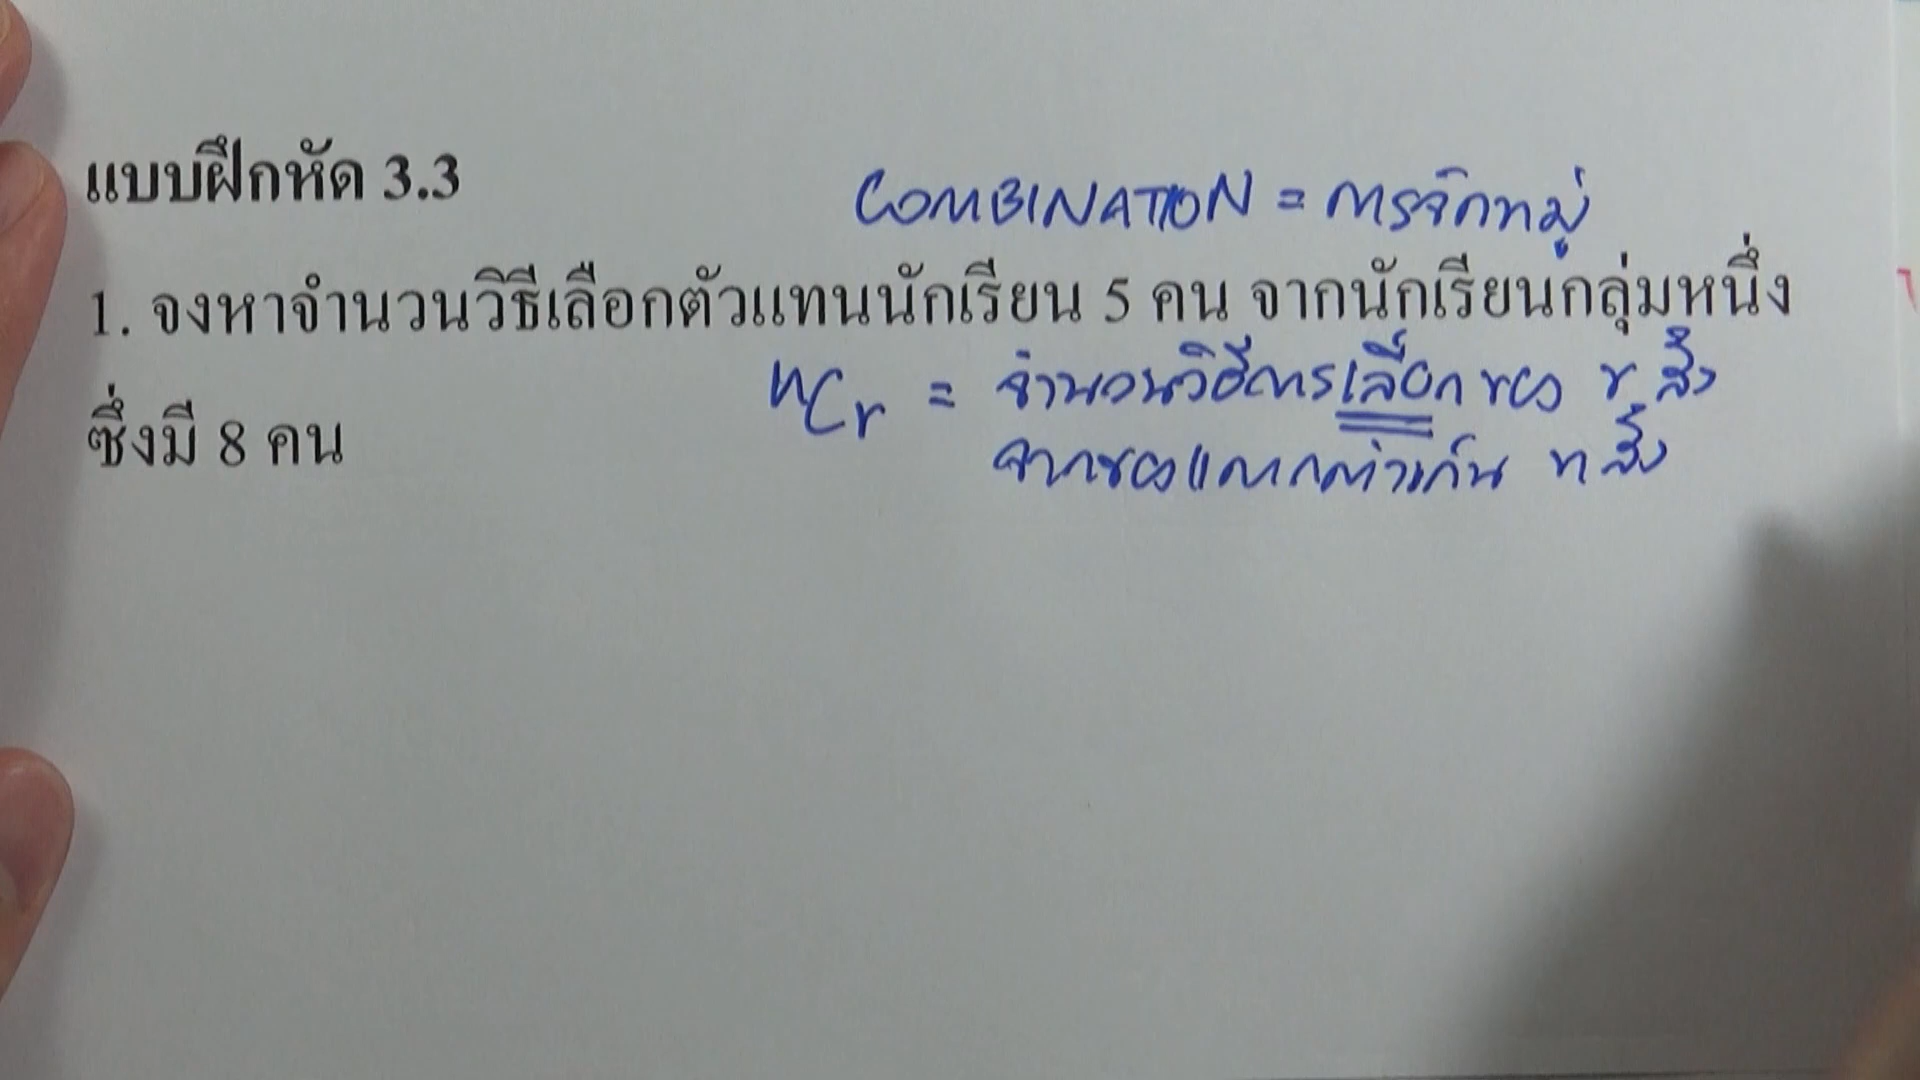 แบบฝึกหัด 3.3
COMBINATION = การจัดหมู่
1. จงหาจำนวนวิธีเลือกตัวแทนนักเรียน 5 คน จากนักเรียนกลุ่มหนึ่ง
ซึ่งมี 8 คน
nCr = จำนวนวิธีการเลือกของ r สิ่ง
จากของแตกต่างกัน n สิ่ง